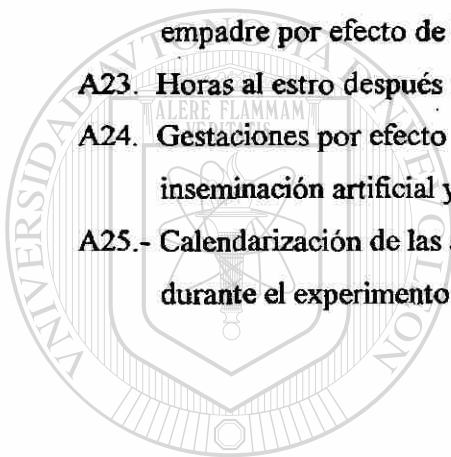 empadre por efecto de
A23. Horas al estro después
A24. Gestaciones por efecto
inseminación artificial y
A25.- Calendarización de las
durante el experimento
ALERE FLAMMAM
VERITATIS